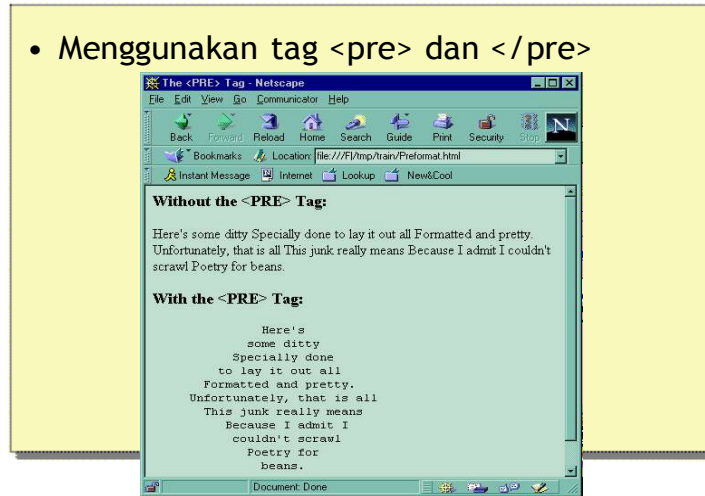 • Menggunakan tag <pre> dan </pre>
The <PRE> Tag - Netscape
File Edit View Go Communicator Help
Back Forward Reload Home Search Guide Print Security Stop N
Bookmarks Location: file:///F|/tmp/train/Preformat.html
Instant Message Internet Lookup New&Cool
Without the <PRE> Tag:
Here's some ditty Specially done to lay it out all Formatted and pretty.
Unfortunately, that is all This junk really means Because I admit I couldn't
scrawl Poetry for beans.
With the <PRE> Tag:
Here's
some ditty
Specially done
to lay it out all
Formatted and pretty.
Unfortunately, that is all
This junk really means
Because I admit I
couldn't scrawl
Poetry for
beans.
Document: Done